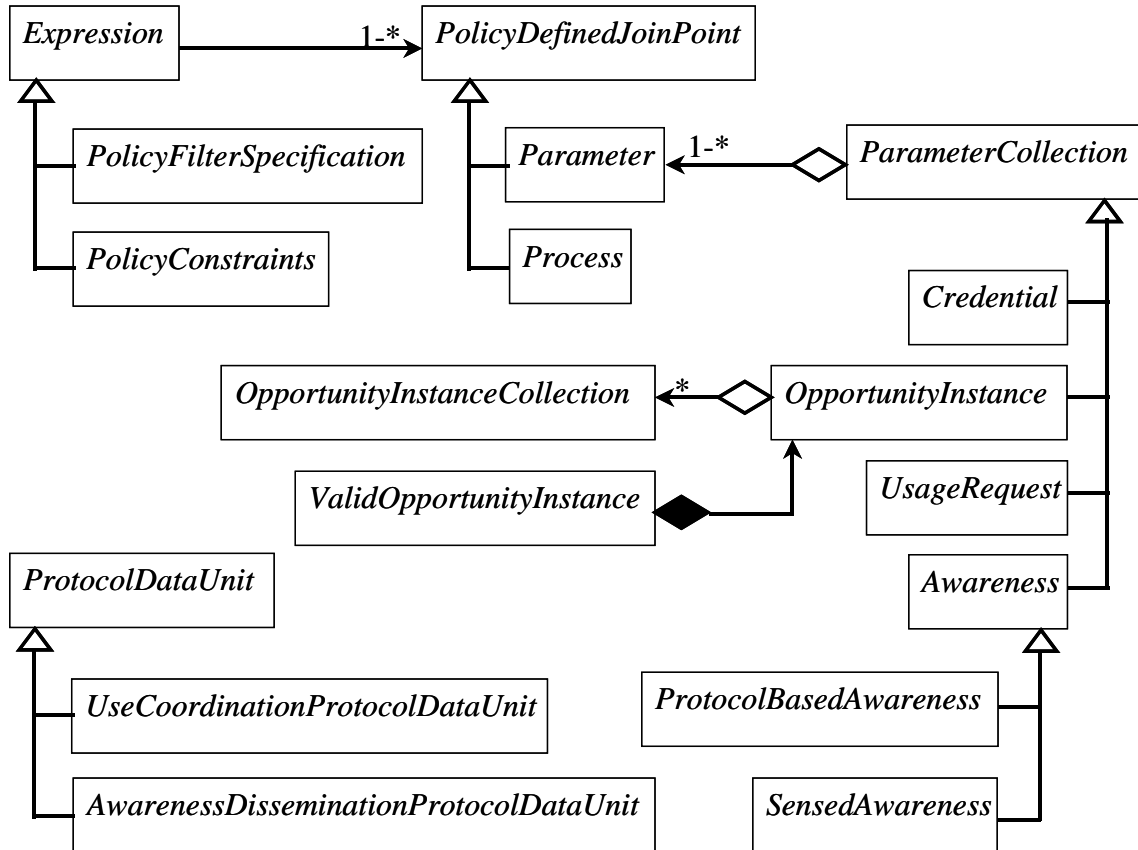 Expression
1-*
PolicyDefinedJoinPoint
PolicyFilterSpecification
Parameter
1-*
ParameterCollection
PolicyConstraints
Process
Credential
OpportunityInstanceCollection
*
OpportunityInstance
ValidOpportunityInstance
UsageRequest
ProtocolDataUnit
Awareness
UseCoordinationProtocolDataUnit
ProtocolBasedAwareness
AwarenessDisseminationProtocolDataUnit
SensedAwareness